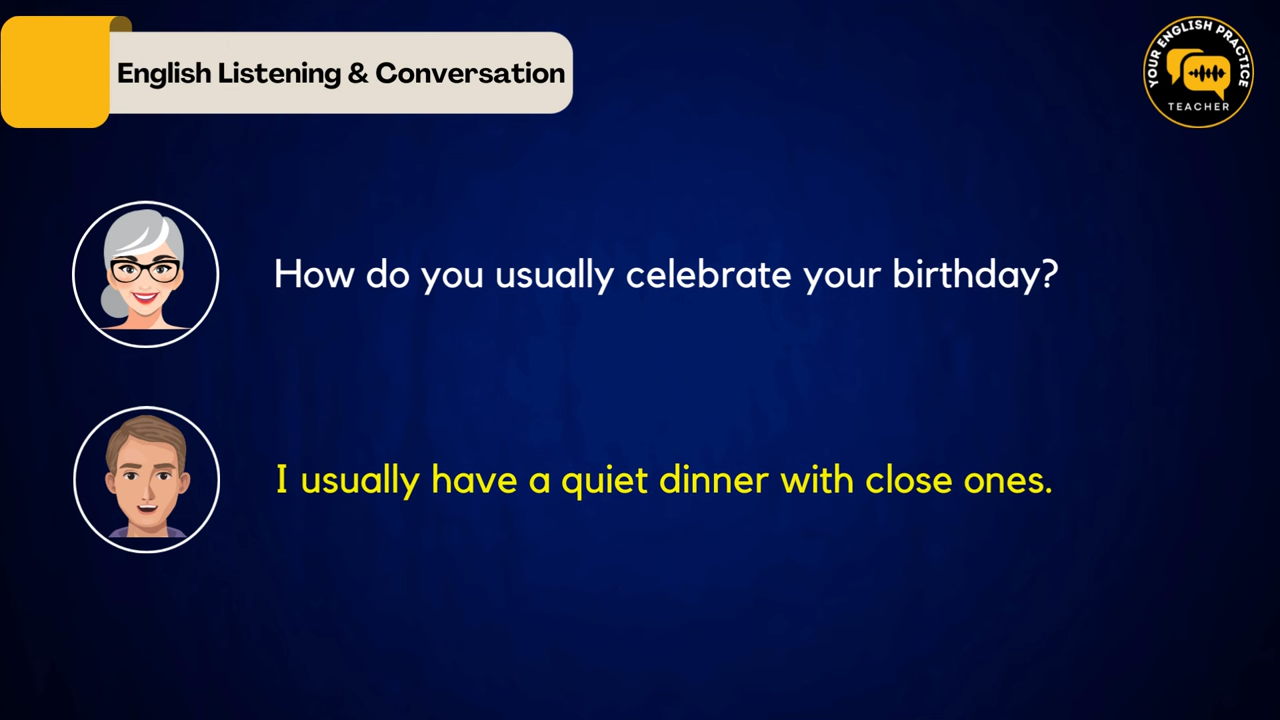 English Listening & Conversation
YOUR ENGLISH PRACTICE
TEACHER
How do you usually celebrate your birthday?
I usually have a quiet dinner with close ones.